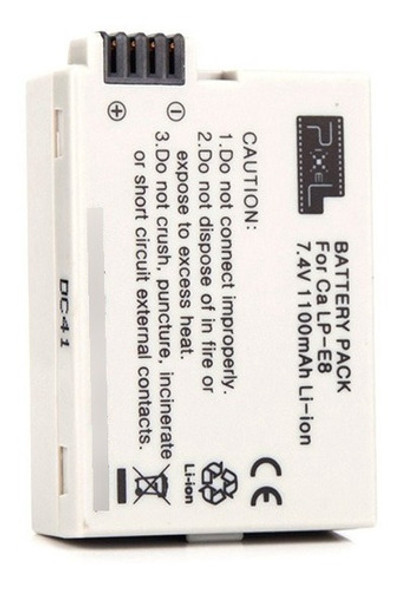 PIXEL
BATTERY PACK
For Ca LP-E8
7.4V 1100mAh Li-ion
CAUTION:
1.Do not connect improperly.
2.Do not dispose of in fire or
expose to excess heat.
3.Do not crush, puncture, incinerate
or short circuit external contacts.
CE
Li-ion
DC41